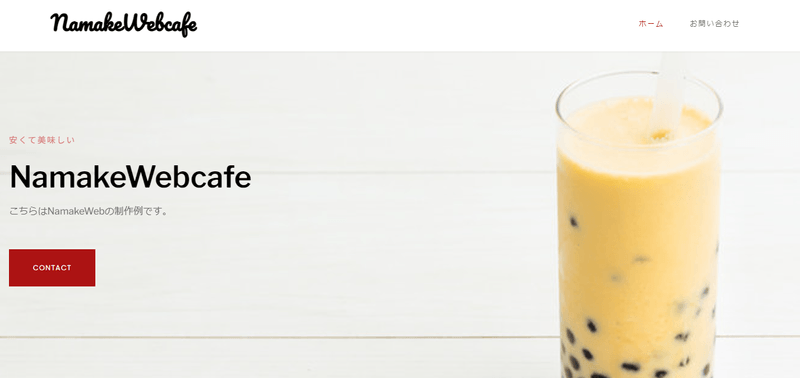 NamakeWebcafe
ホーム
お問い合わせ
安くて美味しい
NamakeWebcafe
こちらはNamakeWebの制作例です。
CONTACT